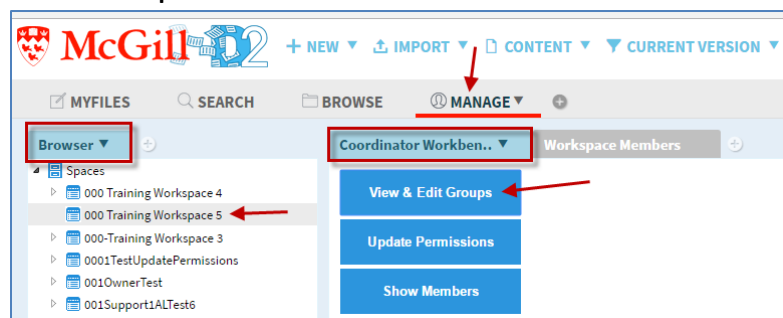 McGill D2 + NEW ▼ IMPORT ▼ CONTENT ▼ CURRENT VERSION ▼
MYFILES SEARCH BROWSE MANAGE ▼
Browser ▼ Coordinator Workben.. ▼ Workspace Members
Spaces
000 Training Workspace 4
000 Training Workspace 5
000-Training Workspace 3
0001TestUpdatePermissions
001OwnerTest
001Support1ALTest6
View & Edit Groups
Update Permissions
Show Members